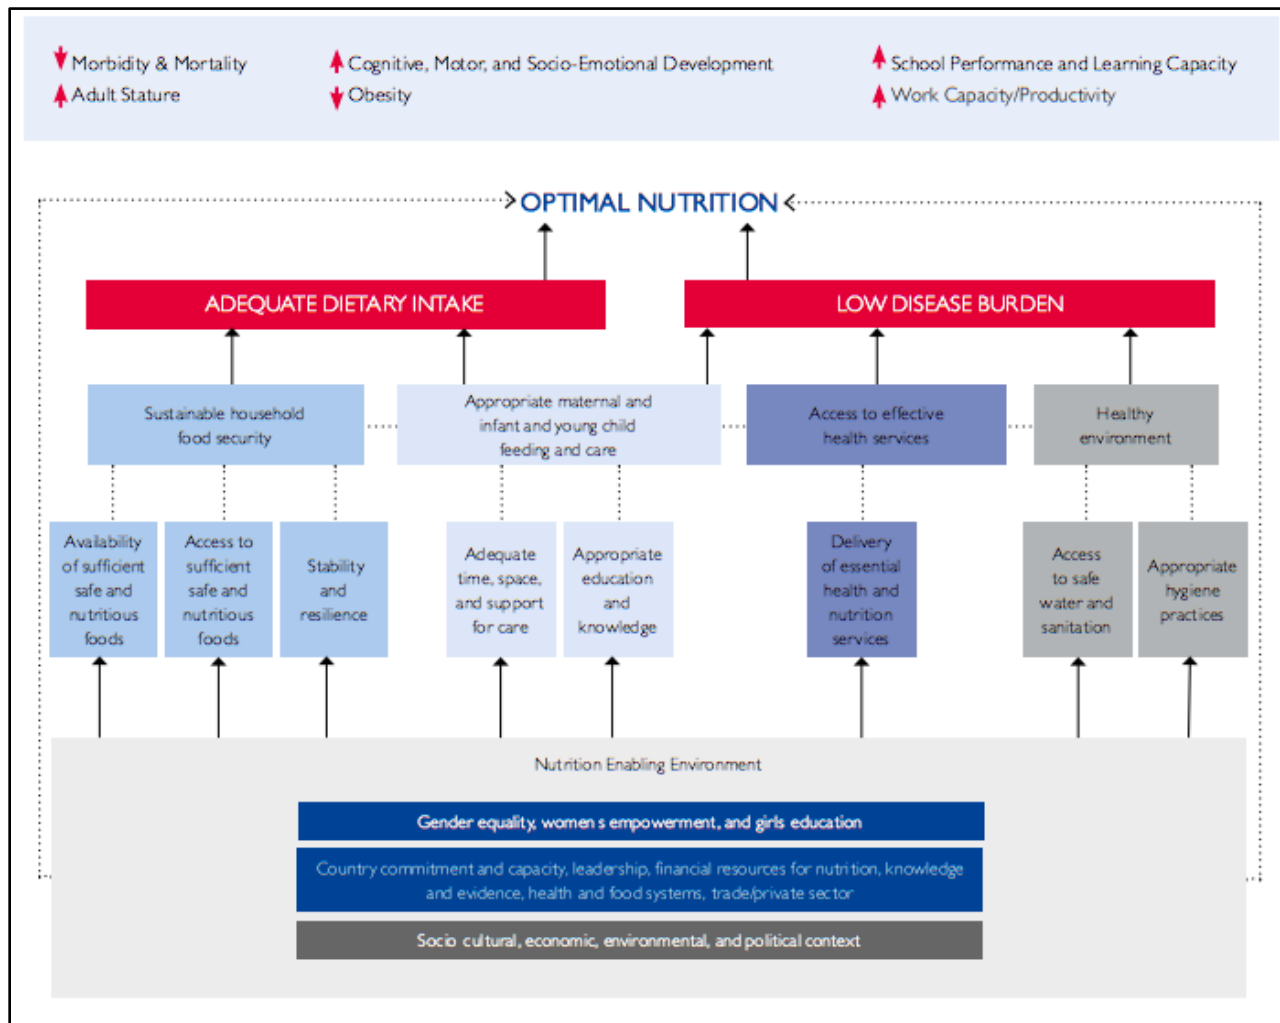 Morbidity & Mortality
Adult Stature
Cognitive, Motor, and Socio-Emotional Development
Obesity
School Performance and Learning Capacity
Work Capacity/Productivity
OPTIMAL NUTRITION
ADEQUATE DIETARY INTAKE
LOW DISEASE BURDEN
Sustainable household
food security
Appropriate maternal and
infant and young child
feeding and care
Access to effective
health services
Healthy
environment
Availability
of sufficient
safe and
nutritious
foods
Access to
sufficient
safe and
nutritious
foods
Stability
and
resilience
Adequate
time, space,
and support
for care
Appropriate
education
and
knowledge
Delivery
of essential
health and
nutrition
services
Access
to safe
water and
sanitation
Appropriate
hygiene
practices
Nutrition Enabling Environment
Gender equality, women s empowerment, and girls education
Country commitment and capacity, leadership, financial resources for nutrition, knowledge
and evidence, health and food systems, trade/private sector
Socio cultural, economic, environmental, and political context